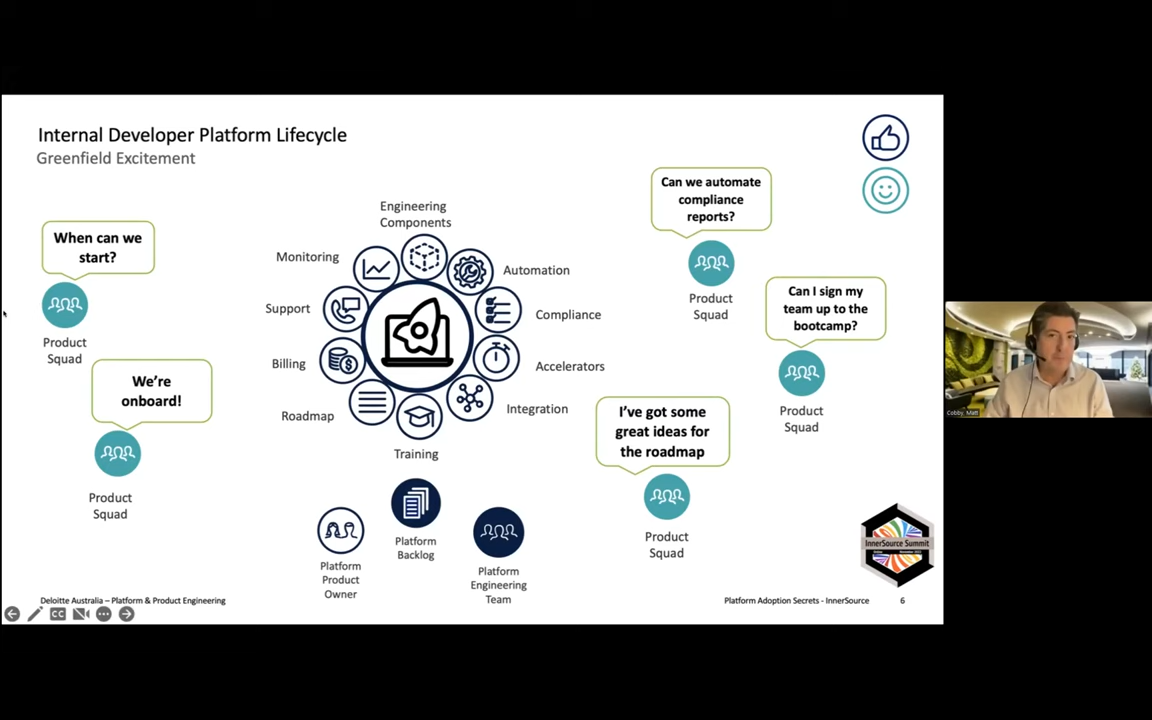 Internal Developer Platform Lifecycle
Greenfield Excitement
When can we
start?
Product
Squad
We're
onboard!
Product
Squad
Engineering
Components
Monitoring
Automation
Support
Compliance
Billing
Accelerators
Roadmap
Integration
Training
Platform
Product
Owner
Platform
Backlog
Platform
Engineering
Team
Can we automate
compliance
reports?
Product
Squad
Can I sign my
team up to the
bootcamp?
Product
Squad
I've got some
great ideas for
the roadmap
Product
Squad
InnerSource Summit
Deloitte Australia – Platform & Product Engineering
Platform Adoption Secrets - InnerSource
6
CC
Cobby, Matt